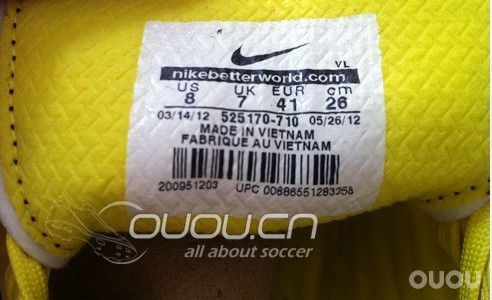 VL
nikebetterworld.com
US UK EUR cm
8 7 41 26
03/14/12 525170-710 05/26/12
MADE IN VIETNAM
FABRIQUE AU VIETNAM
200951203 UPC 00886551283358
OUOU.CN
all about soccer
OUOU